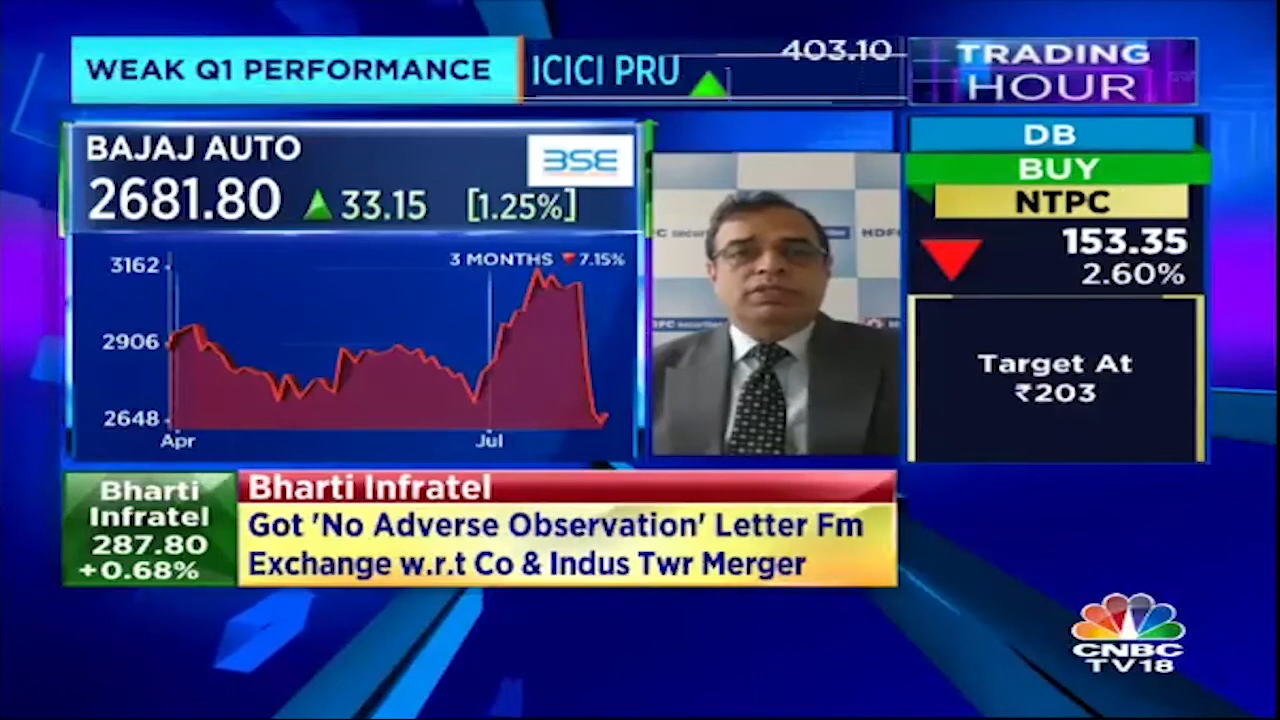 WEAK Q1 PERFORMANCE
ICICI PRU
403.10
TRADING
HOUR
BAJAJ AUTO
2681.80 33.15 [1.25%]
BSE
3 MONTHS 7.15%
3162
2906
2648
Apr
Jul
HDFC securities
DB
BUY
NTPC
153.35
2.60%
Target At
₹203
Bharti
Infratel
287.80
+0.68%
Bharti Infratel
Got 'No Adverse Observation' Letter Fm
Exchange w.r.t Co & Indus Twr Merger
CNBC
TV18